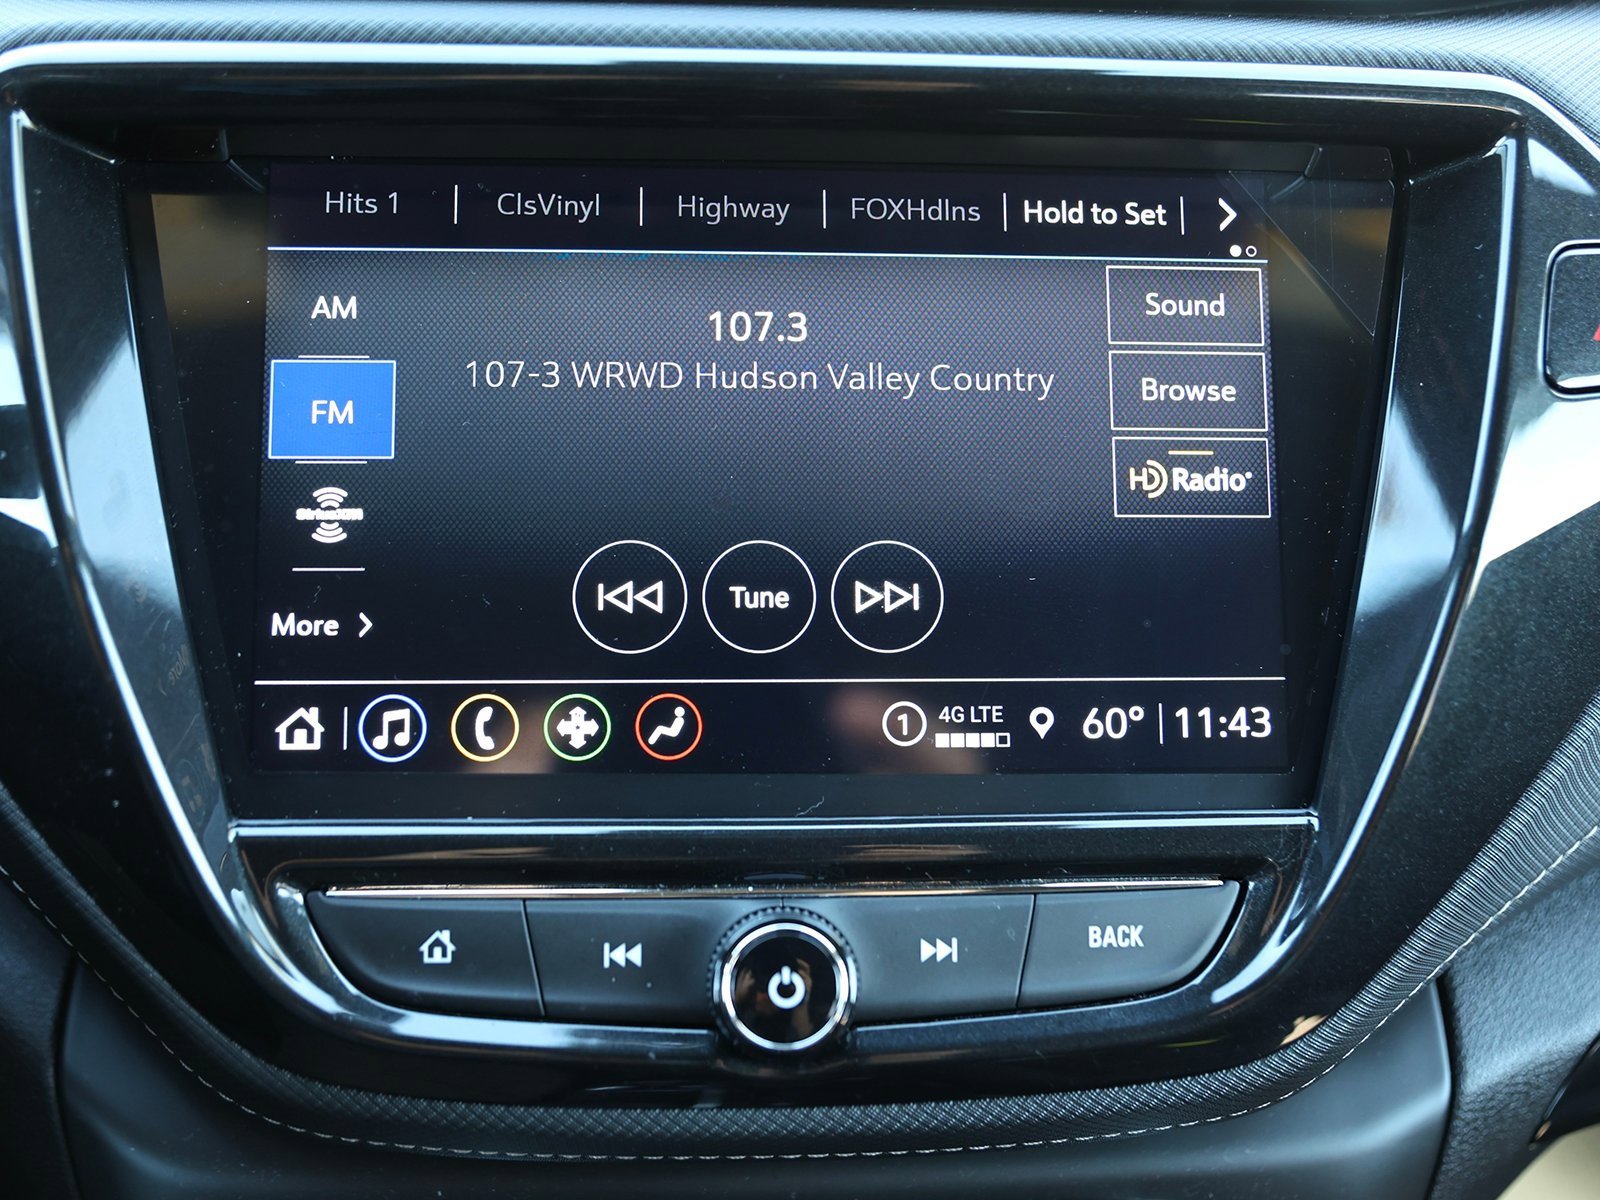 Hits 1 | ClsVinyl | Highway | FOXHdlns | Hold to Set |
AM
FM
SiriusXM
More
107.3
107-3 WRWD Hudson Valley Country
Sound
Browse
HD Radio
Tune
1 4G LTE 60° | 11:43
BACK